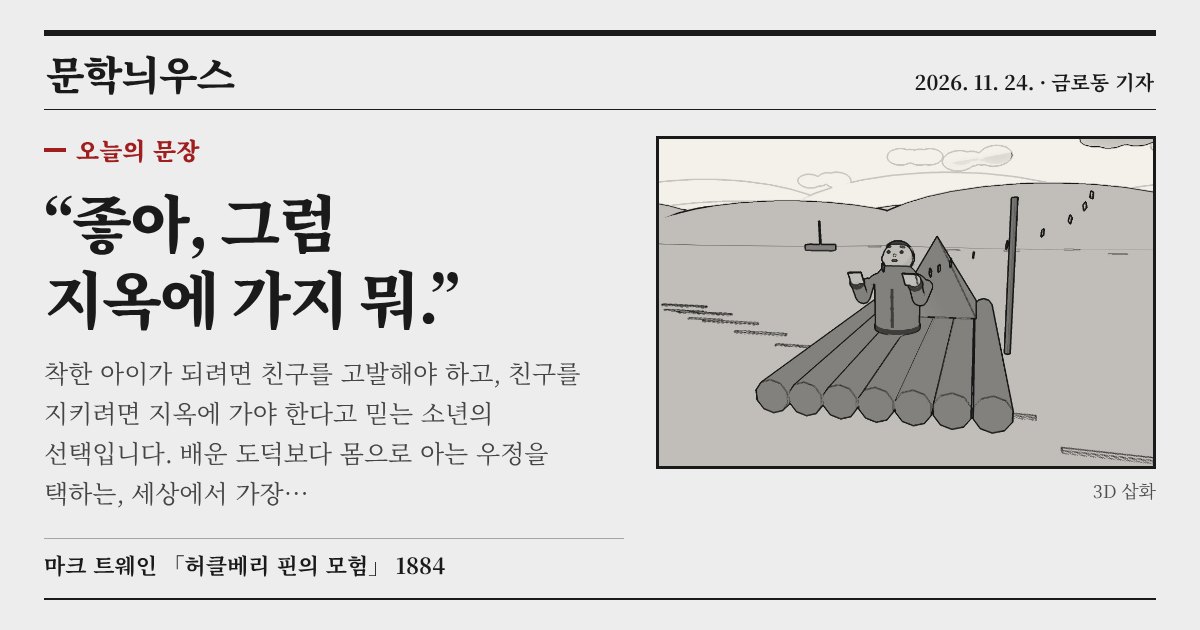 문학늬우스
2026. 11. 24. · 금로동 기자
오늘의 문장
“좋아, 그럼
지옥에 가지 뭐.”
착한 아이가 되려면 친구를 고발해야 하고, 친구를
지키려면 지옥에 가야 한다고 믿는 소년의
선택입니다. 배운 도덕보다 몸으로 아는 우정을
택하는, 세상에서 가장…
3D 삽화
마크 트웨인 「허클베리 핀의 모험」 1884